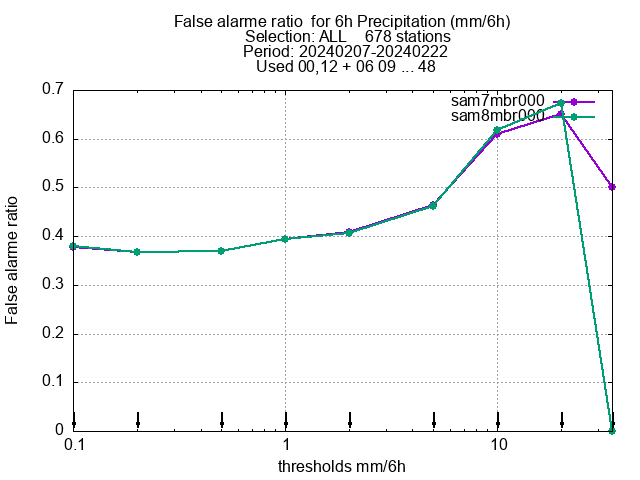 False alarme ratio  for 6h Precipitation (mm/6h)
Selection: ALL    678 stations
Period: 20240207-20240222
Used 00,12 + 06 09 ... 48
sam7mbr000
sam8mbr000
0.7
0.6
0.5
0.4
0.3
0.2
0.1
0
False alarme ratio
0.1
1
10
thresholds mm/6h